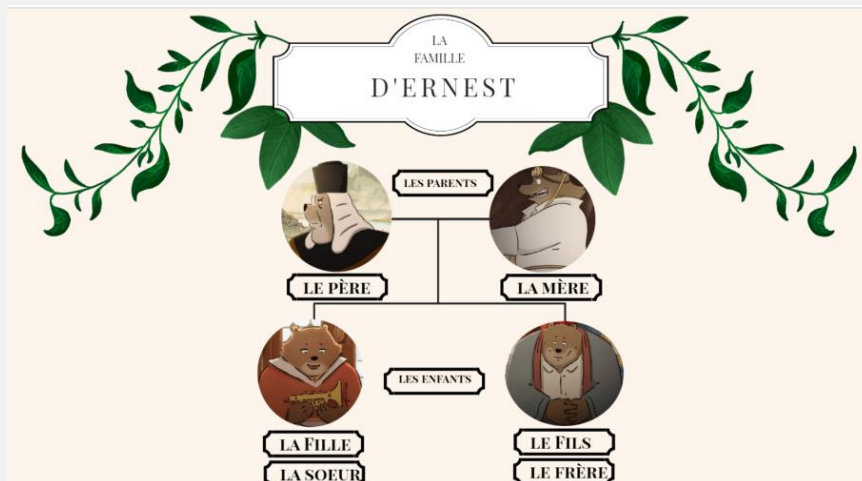 LA
FAMILLE
D'ERNEST
LES PARENTS
LE PÈRE
LA MÈRE
LES ENFANTS
LA FILLE
LE FILS
LA SOEUR
LE FRÈRE